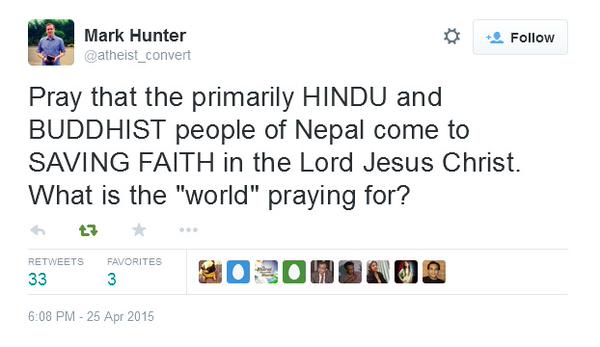 Mark Hunter
@atheist_convert
Follow
Pray that the primarily HINDU and
BUDDHIST people of Nepal come to
SAVING FAITH in the Lord Jesus Christ.
What is the "world" praying for?
RETWEETS FAVORITES
33 3
6:08 PM - 25 Apr 2015